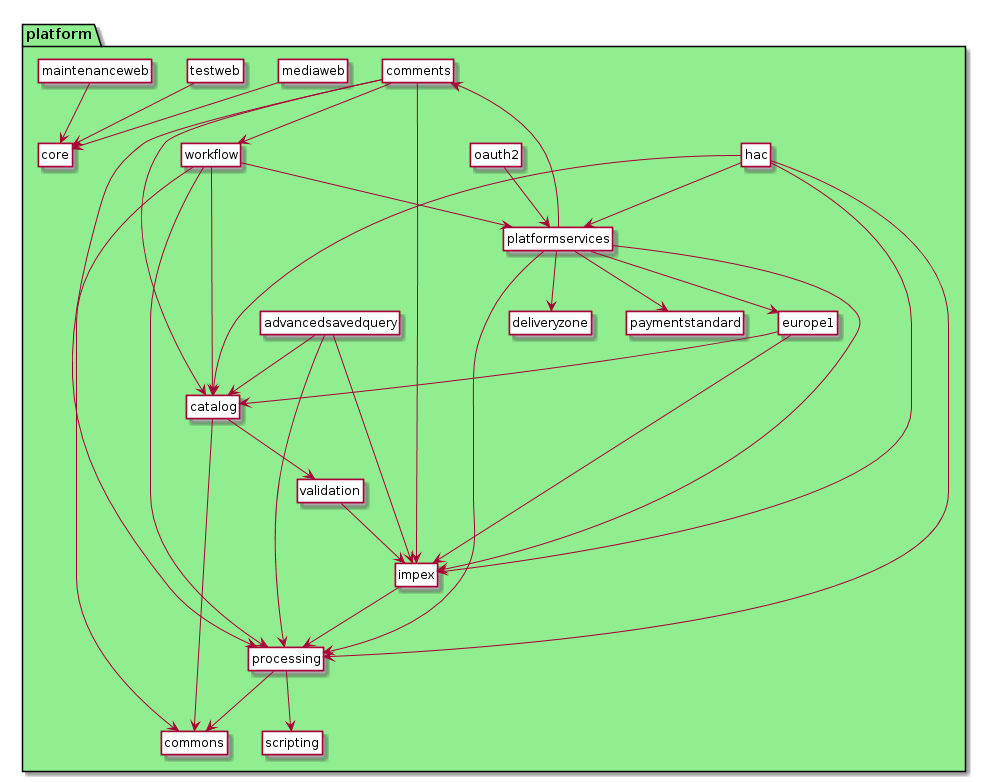 platform
maintenanceweb
testweb
mediaweb
comments
core
workflow
oauth2
hac
platformservices
advancedsavedquery
deliveryzone
paymentstandard
europe1
catalog
validation
impex
processing
commons
scripting